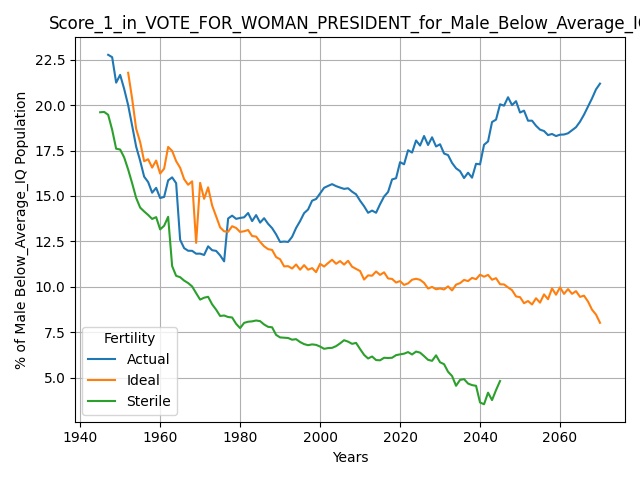 Score_1_in_VOTE_FOR_WOMAN_PRESIDENT_for_Male_Below_Average_IQ
% of Male Below_Average_IQ Population
22.5
20.0
17.5
15.0
12.5
10.0
7.5
5.0
Fertility
Actual
Ideal
Sterile
1940
1960
1980
2000
2020
2040
2060
Years